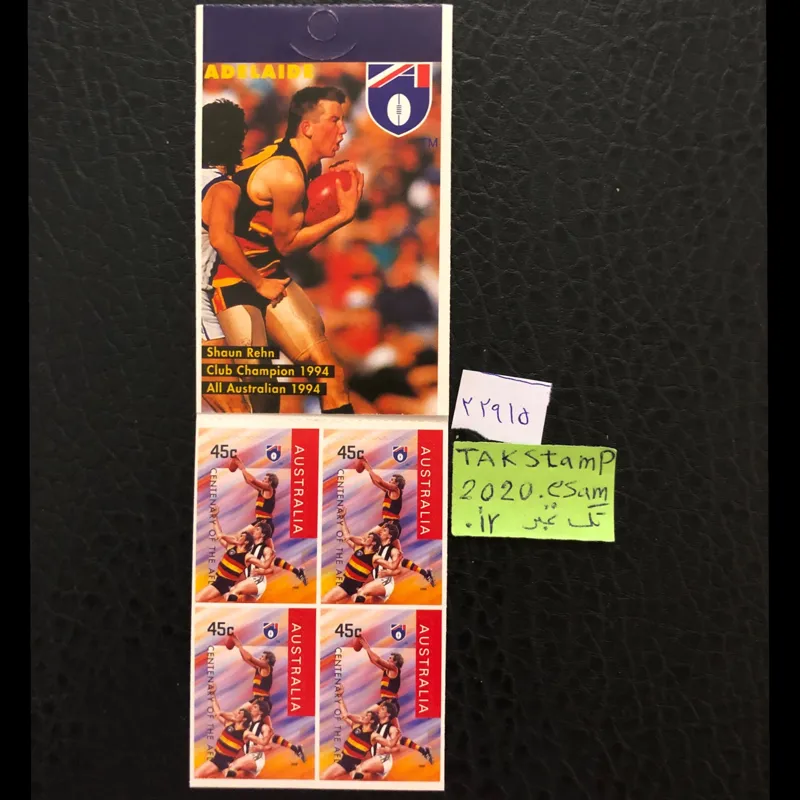 ADELAIDE
TM
Shaun Rehn
Club Champion 1994
All Australian 1994
45c
AUSTRALIA
CENTENARY OF THE AFL
45c
AUSTRALIA
CENTENARY OF THE AFL
45c
AUSTRALIA
CENTENARY OF THE AFL
45c
AUSTRALIA
CENTENARY OF THE AFL
۲۲۹۱۵
TAKStamP
2020.esam
.ir تک تمبر